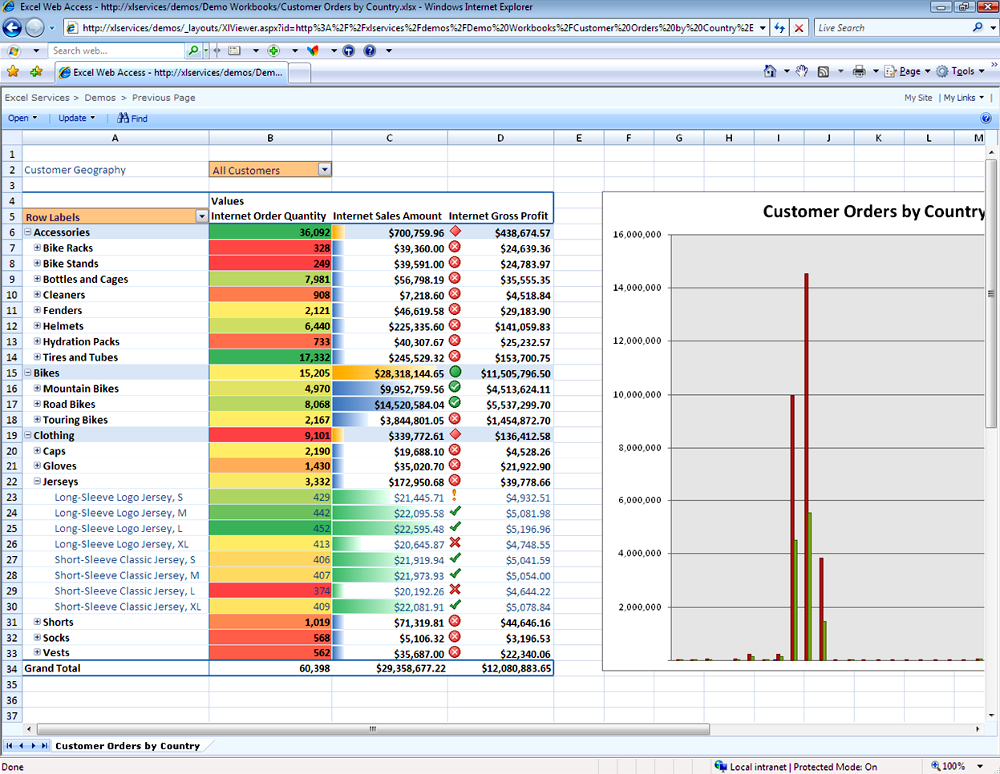 Excel Web Access - http://xlservices/demos/Demo Workbooks/Customer Orders by Country.xlsx - Windows Internet Explorer
http://xlservices/demos/_layouts/XlViewer.aspx?id=http%3A%2F%2Fxlservices%2Fdemos%2FDemo%20Workbooks%2FCustomer%20Orders%20by%20Country%2E
Live Search
Search web...
Excel Web Access - http://xlservices/demos/Dem...
Page
Tools
Excel Services > Demos > Previous Page
My Site | My Links |
Open | Update | Find
A B C D E F G H I J K L M
1
2 Customer Geography All Customers
3
4 Values
5 Row Labels Internet Order Quantity Internet Sales Amount Internet Gross Profit
6 Accessories 36,092 $700,759.96 $438,674.57
7 Bike Racks 328 $39,360.00 $24,639.36
8 Bike Stands 249 $39,591.00 $24,783.97
9 Bottles and Cages 7,981 $56,798.19 $35,555.35
10 Cleaners 908 $7,218.60 $4,518.84
11 Fenders 2,121 $46,619.58 $29,183.90
12 Helmets 6,440 $225,335.60 $141,059.83
13 Hydration Packs 733 $40,307.67 $25,232.57
14 Tires and Tubes 17,332 $245,529.32 $153,700.75
15 Bikes 15,205 $28,318,144.65 $11,505,796.50
16 Mountain Bikes 4,970 $9,952,759.56 $4,513,624.11
17 Road Bikes 8,068 $14,520,584.04 $5,537,299.70
18 Touring Bikes 2,167 $3,844,801.05 $1,454,872.70
19 Clothing 9,101 $339,772.61 $136,412.58
20 Caps 2,190 $19,688.10 $4,528.26
21 Gloves 1,430 $35,020.70 $21,922.90
22 Jerseys 3,332 $172,950.68 $39,778.66
23 Long-Sleeve Logo Jersey, S 429 $21,445.71 $4,932.51
24 Long-Sleeve Logo Jersey, M 442 $22,095.58 $5,081.98
25 Long-Sleeve Logo Jersey, L 452 $22,595.48 $5,196.96
26 Long-Sleeve Logo Jersey, XL 413 $20,645.87 $4,748.55
27 Short-Sleeve Classic Jersey, S 406 $21,919.94 $5,041.59
28 Short-Sleeve Classic Jersey, M 407 $21,973.93 $5,054.00
29 Short-Sleeve Classic Jersey, L 374 $20,192.26 $4,644.22
30 Short-Sleeve Classic Jersey, XL 409 $22,081.91 $5,078.84
31 Shorts 1,019 $71,319.81 $44,646.16
32 Socks 568 $5,106.32 $3,196.53
33 Vests 562 $35,687.00 $22,340.06
34 Grand Total 60,398 $29,358,677.22 $12,080,883.65
35
36
37
Customer Orders by Country
16,000,000
14,000,000
12,000,000
10,000,000
8,000,000
6,000,000
4,000,000
2,000,000
Customer Orders by Country
Done
Local intranet | Protected Mode: On
100%